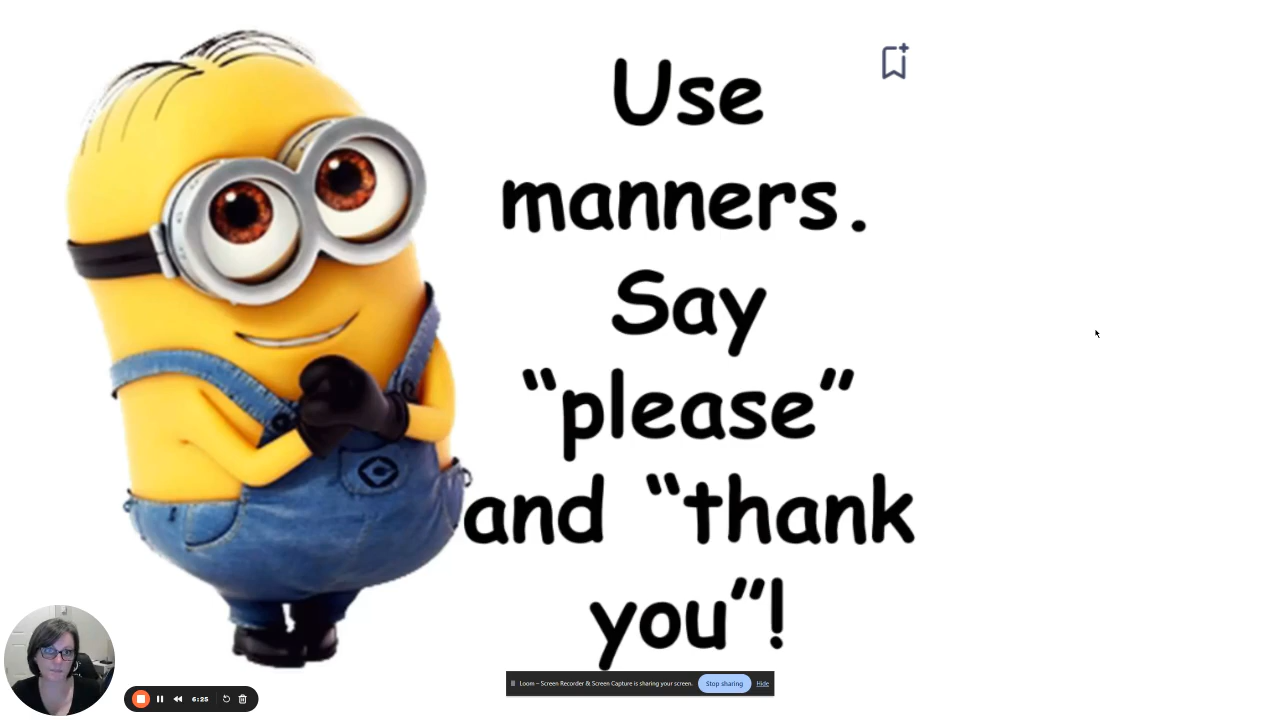 Use
manners.
Say
“please”
and “thank
you”!
Loom – Screen Recorder & Screen Capture is sharing your screen.
Stop sharing
Hide
6:25